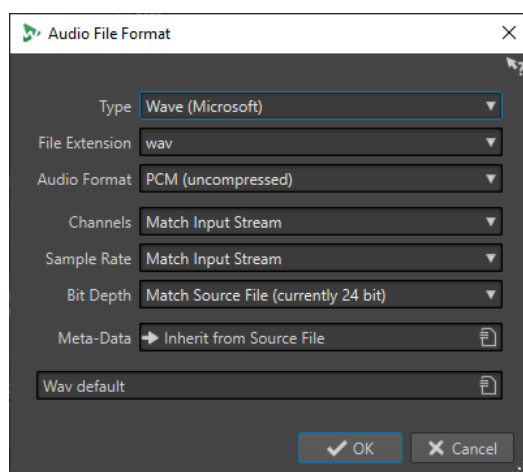 Audio File Format
Type Wave (Microsoft)
File Extension wav
Audio Format PCM (uncompressed)
Channels Match Input Stream
Sample Rate Match Input Stream
Bit Depth Match Source File (currently 24 bit)
Meta-Data Inherit from Source File
Wav default
OK Cancel